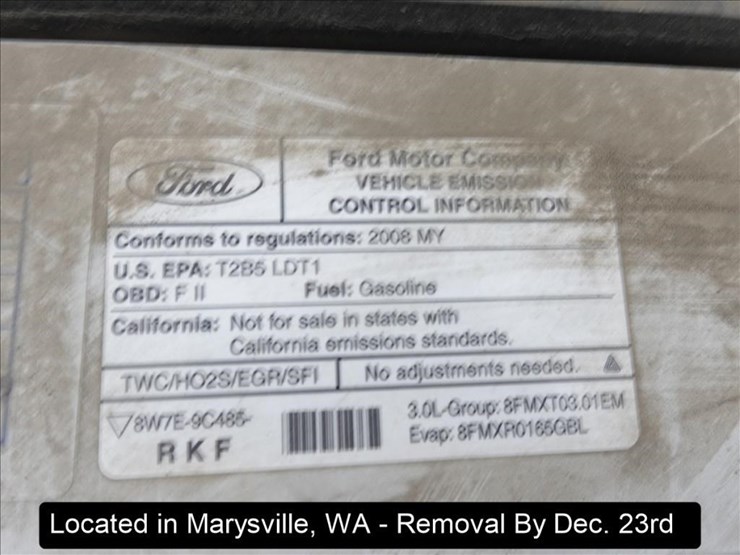 Ford
Ford Motor Company
VEHICLE EMISSION
CONTROL INFORMATION
Conforms to regulations: 2008 MY
U.S. EPA: T2B5 LDT1
OBD: F II Fuel: Gasoline
California: Not for sale in states with
California emissions standards.
TWC/HO2S/EGR/SFI No adjustments needed.
8W7E-9C485-
RKF
3.0L-Group: 8FMXT03.01EM
Evap: 8FMXR0165GBL
Located in Marysville, WA - Removal By Dec. 23rd